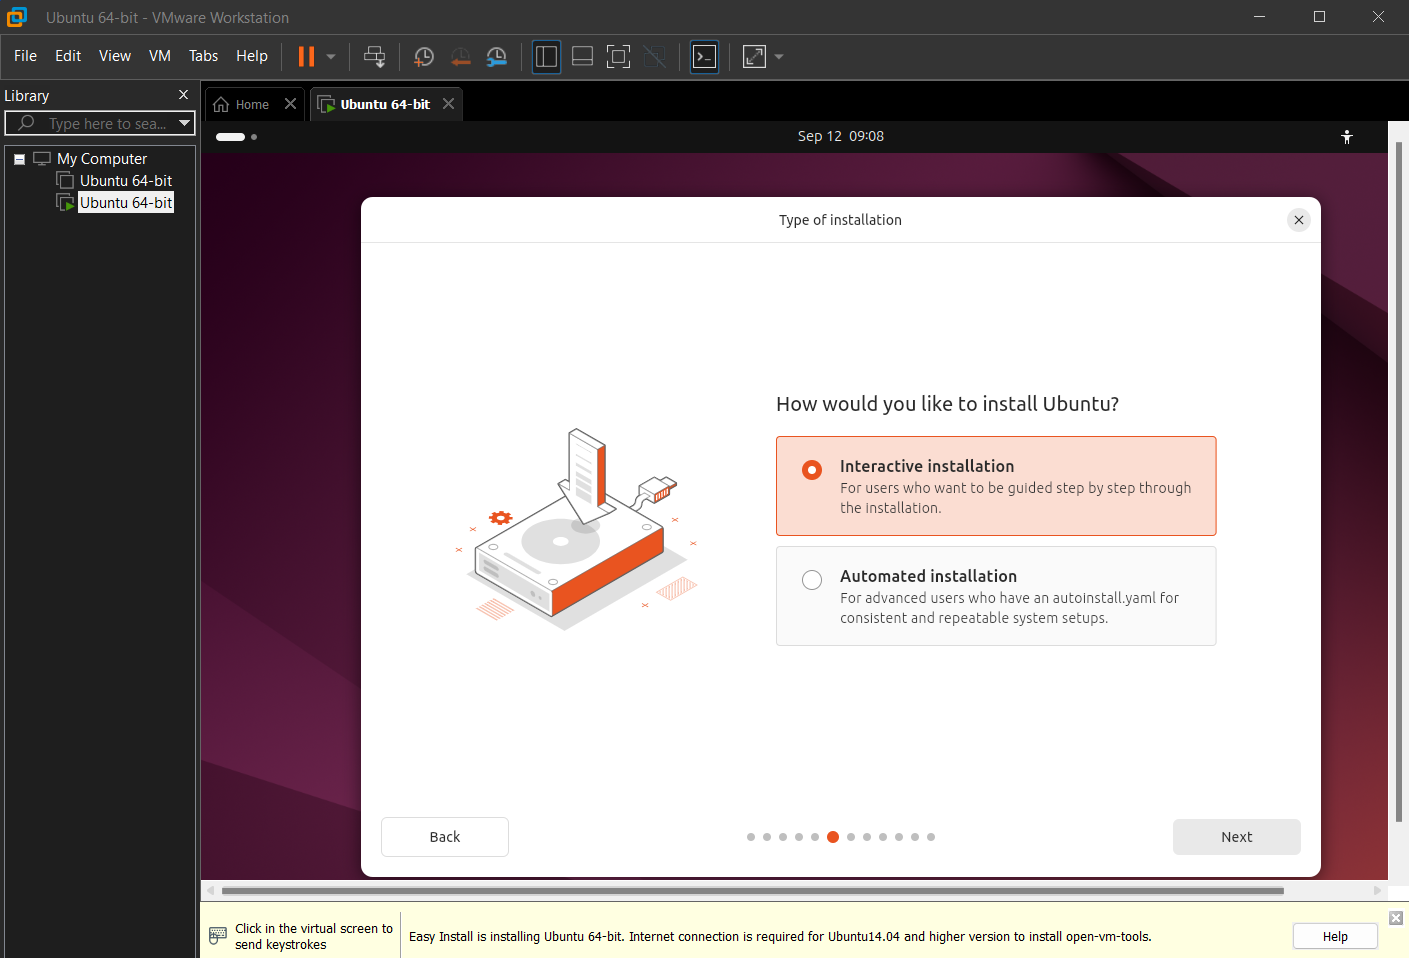 Ubuntu 64-bit - VMware Workstation
File Edit View VM Tabs Help
Library
Type here to sea...
My Computer
Ubuntu 64-bit
Ubuntu 64-bit
Home
Ubuntu 64-bit
Sep 12 09:08
Type of installation
How would you like to install Ubuntu?
Interactive installation
For users who want to be guided step by step through
the installation.
Automated installation
For advanced users who have an autoinstall.yaml for
consistent and repeatable system setups.
Back
Next
Click in the virtual screen to
send keystrokes
Easy Install is installing Ubuntu 64-bit. Internet connection is required for Ubuntu14.04 and higher version to install open-vm-tools.
Help